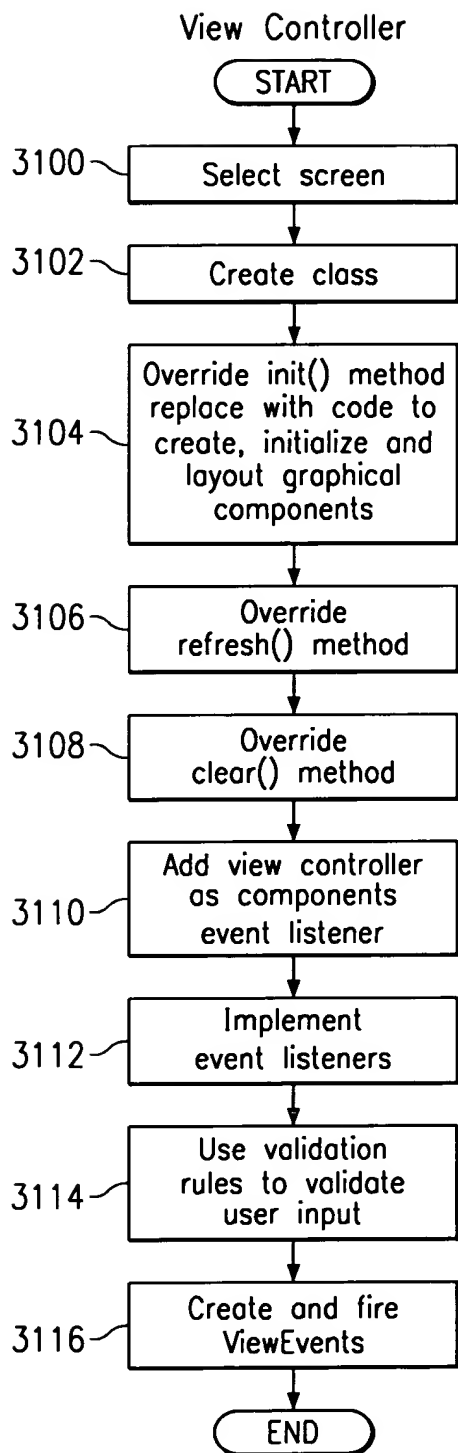 View Controller
START
3100
Select screen
3102
Create class
3104
Override init() method
replace with code to
create, initialize and
layout graphical
components
3106
Override
refresh() method
3108
Override
clear() method
3110
Add view controller
as components
event listener
3112
Implement
event listeners
3114
Use validation
rules to validate
user input
3116
Create and fire
ViewEvents
END